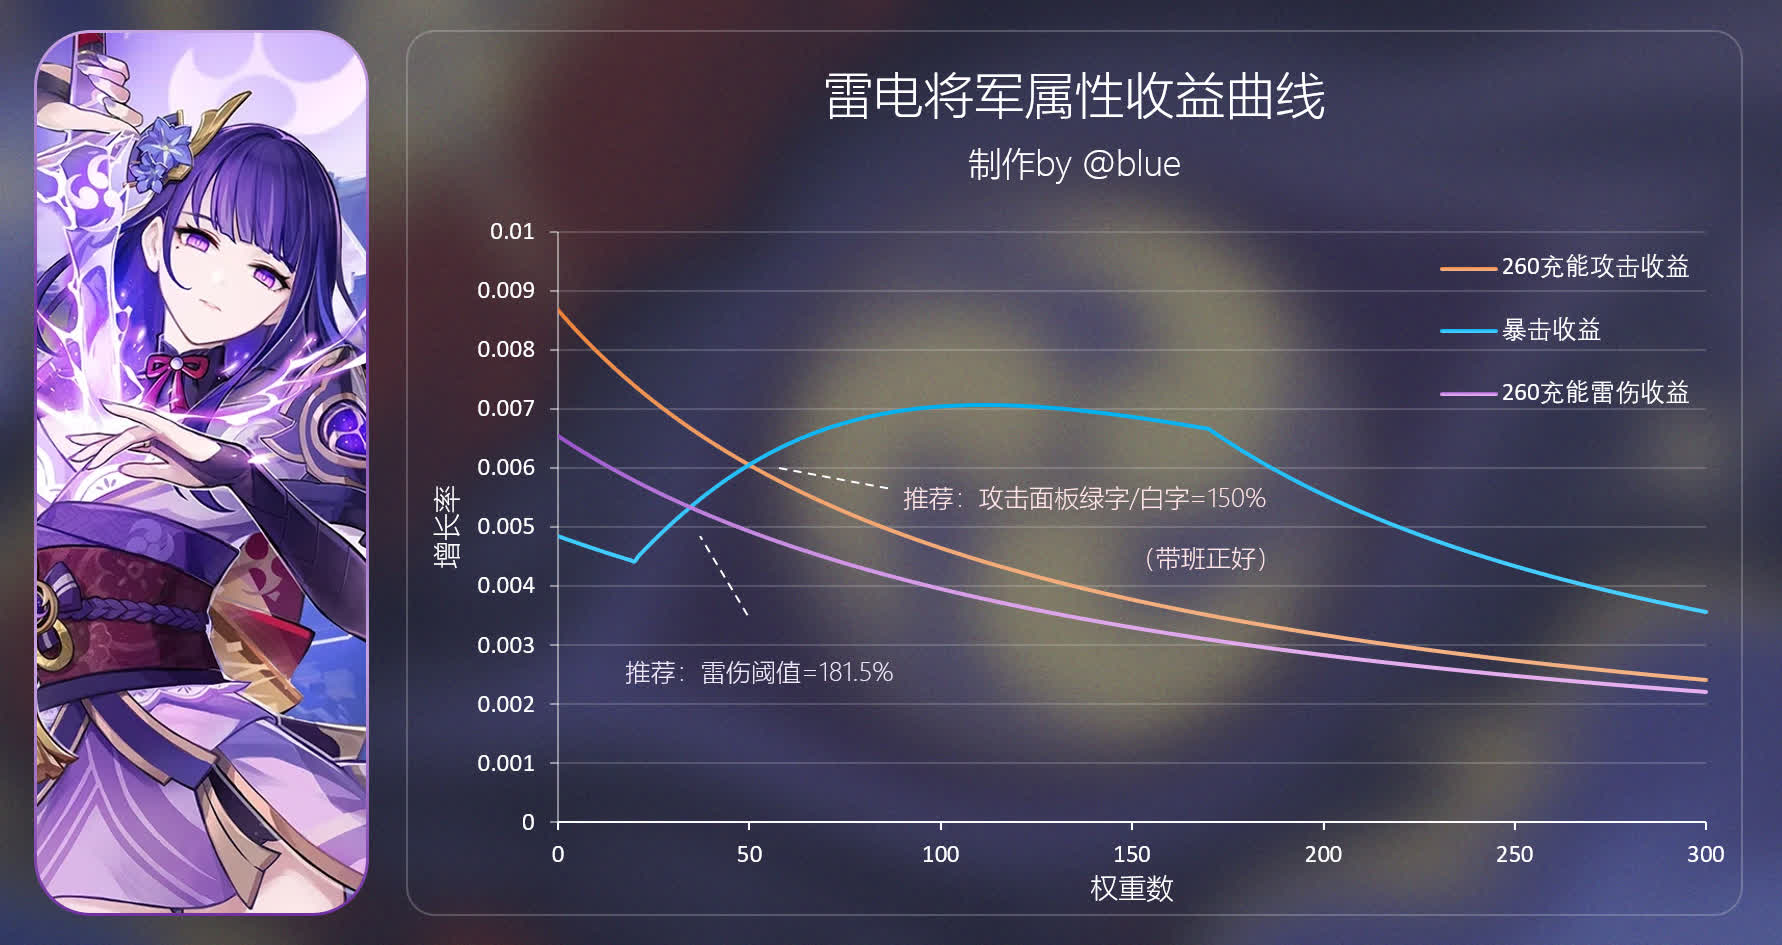 雷电将军属性收益曲线
制作by @blue
260充能攻击收益
暴击收益
260充能雷伤收益
增长率
0.01
0.009
0.008
0.007
0.006
0.005
0.004
0.003
0.002
0.001
0
推荐：攻击面板绿字/白字=150%
（带班正好）
推荐：雷伤阈值=181.5%
0 50 100 150 200 250 300
权重数